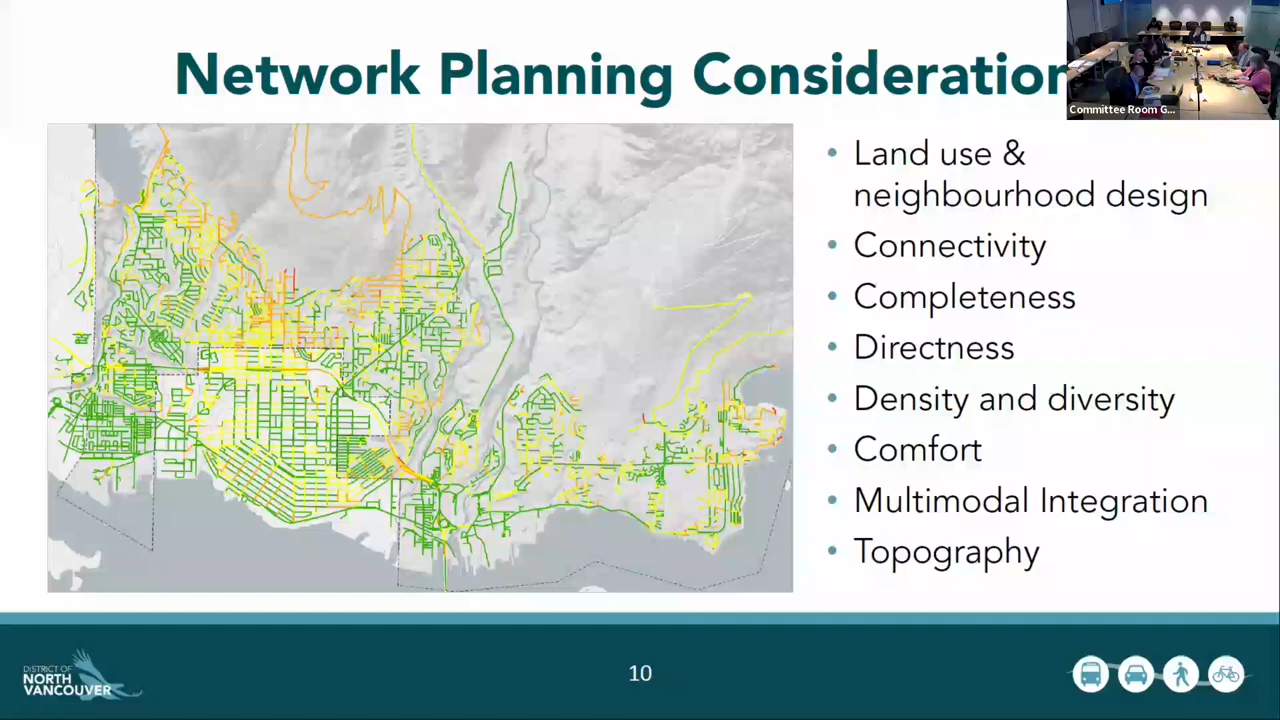 Network Planning Consideration
Committee Room G...
• Land use &
neighbourhood design
• Connectivity
• Completeness
• Directness
• Density and diversity
• Comfort
• Multimodal Integration
• Topography
DISTRICT OF
NORTH
VANCOUVER
10